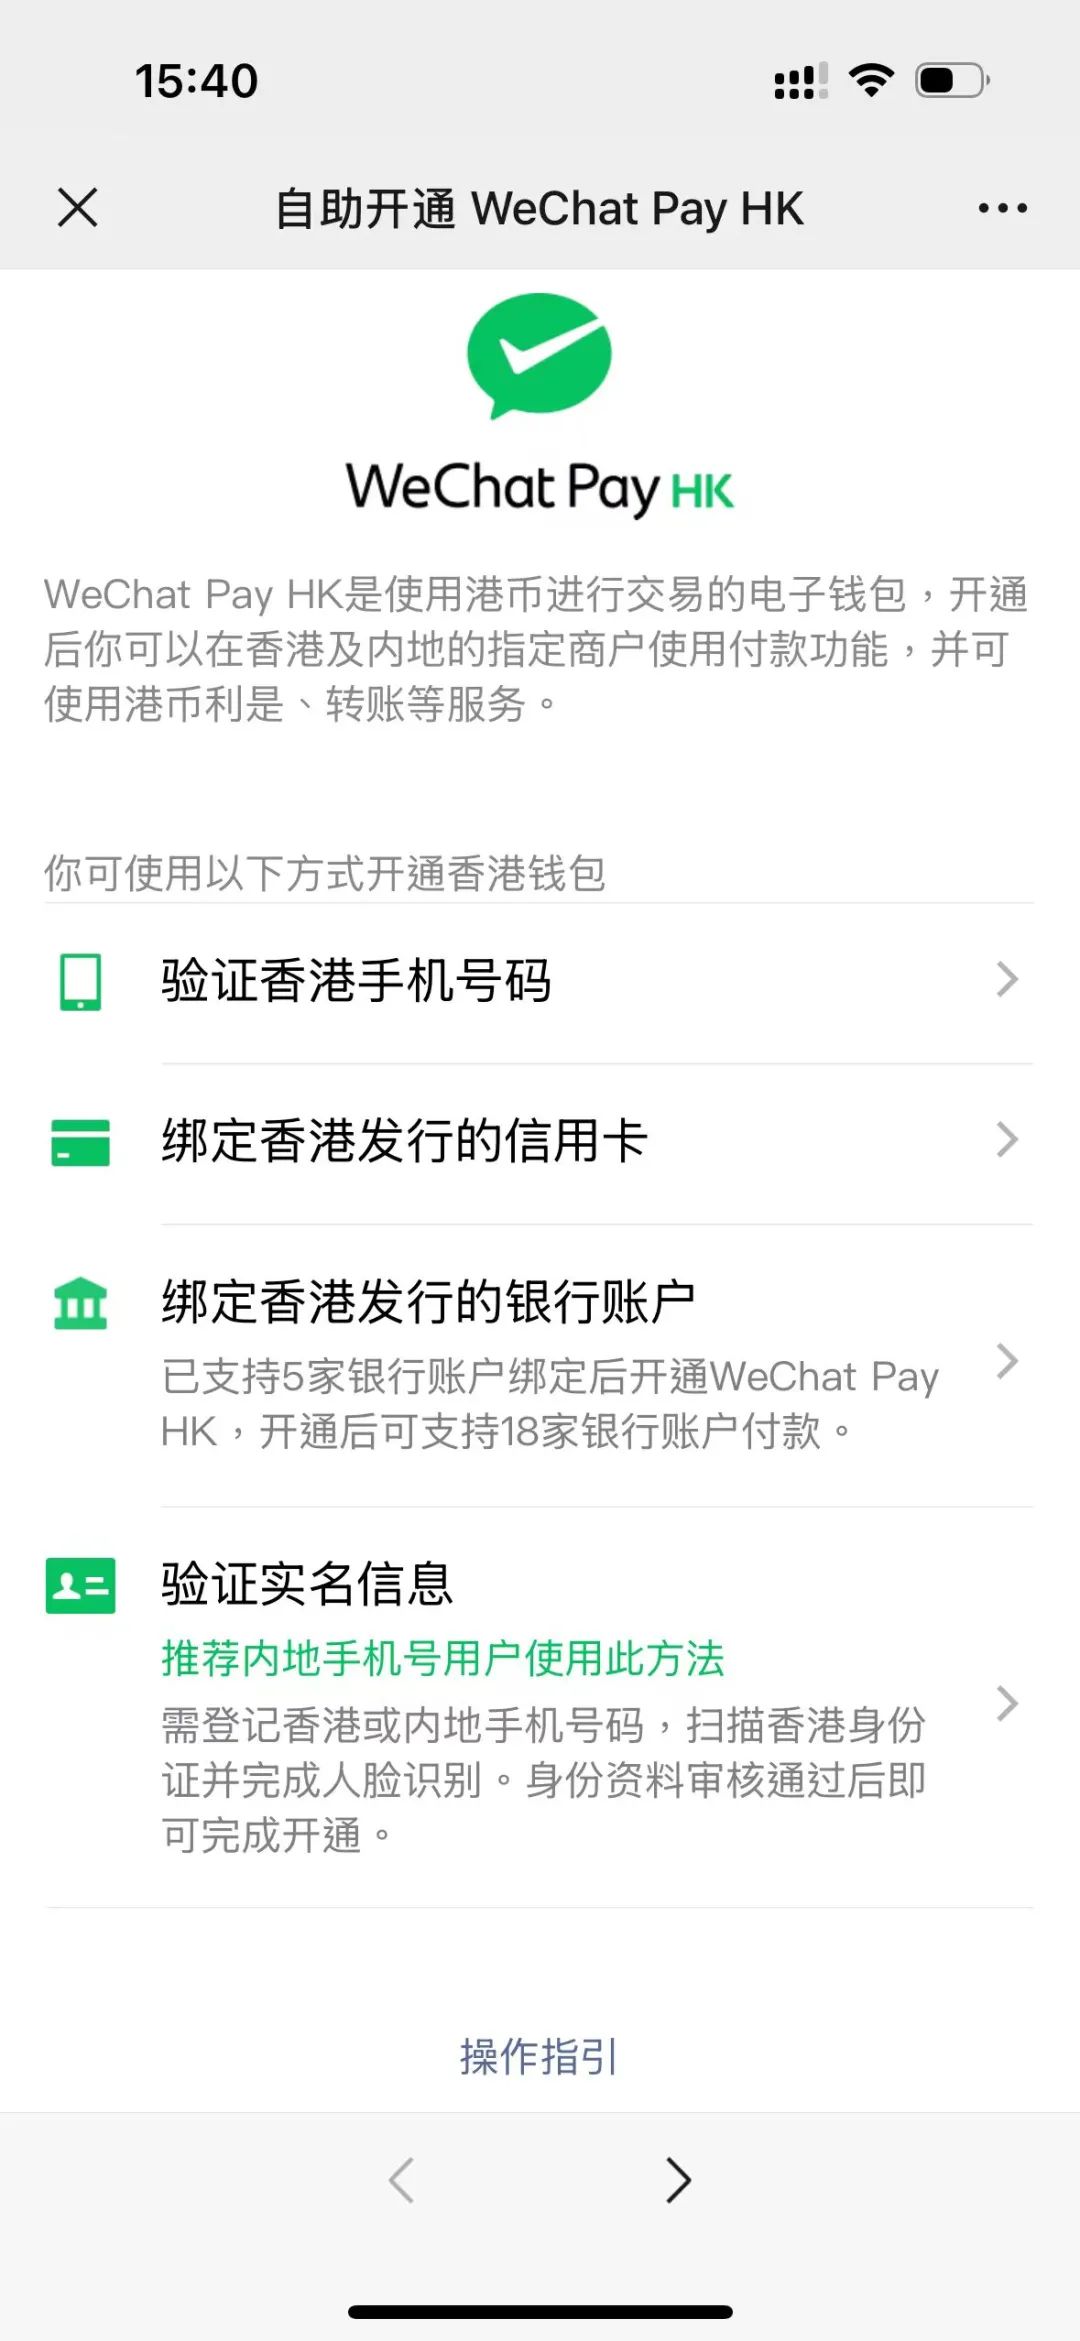 15:40
自助开通 WeChat Pay HK
WeChat Pay HK
WeChat Pay HK是使用港币进行交易的电子钱包，开通
后你可以在香港及内地的指定商户使用付款功能，并可
使用港币利是、转账等服务。
你可使用以下方式开通香港钱包
验证香港手机号码
绑定香港发行的信用卡
绑定香港发行的银行账户
已支持5家银行账户绑定后开通WeChat Pay
HK，开通后可支持18家银行账户付款。
验证实名信息
推荐内地手机号用户使用此方法
需登记香港或内地手机号码，扫描香港身份
证并完成人脸识别。身份资料审核通过后即
可完成开通。
操作指引